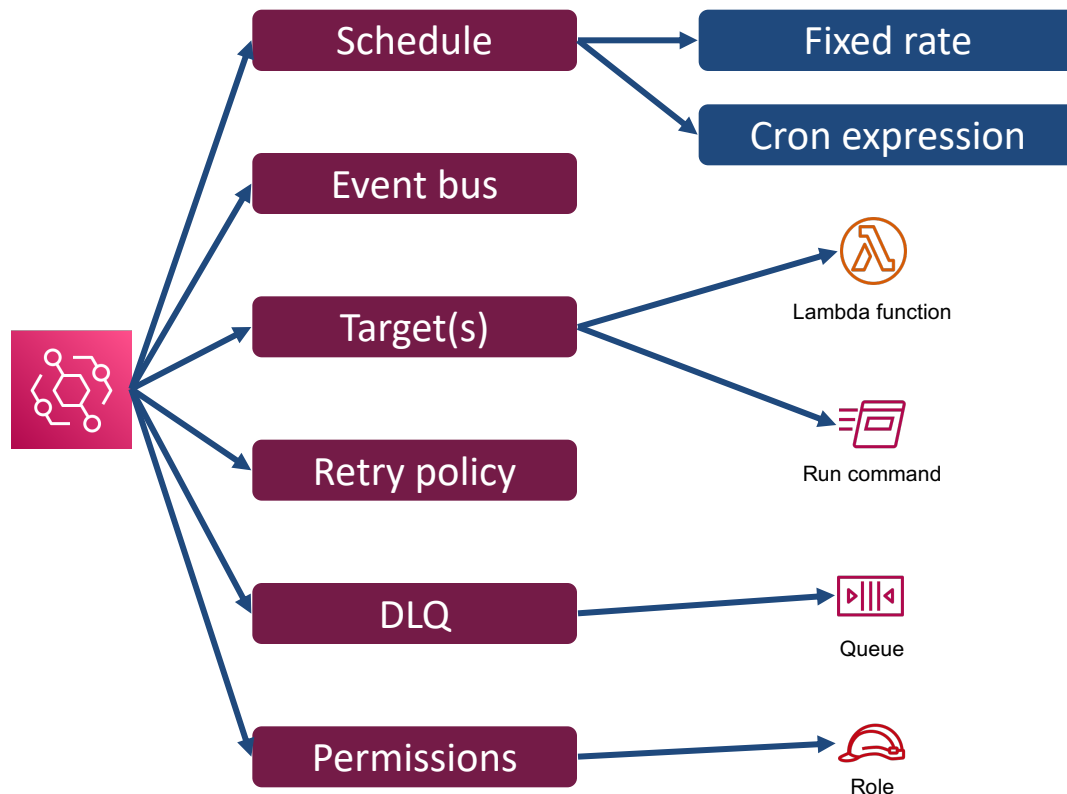 Schedule
Fixed rate
Cron expression
Event bus
Target(s)
Lambda function
Run command
Retry policy
DLQ
Queue
Permissions
Role